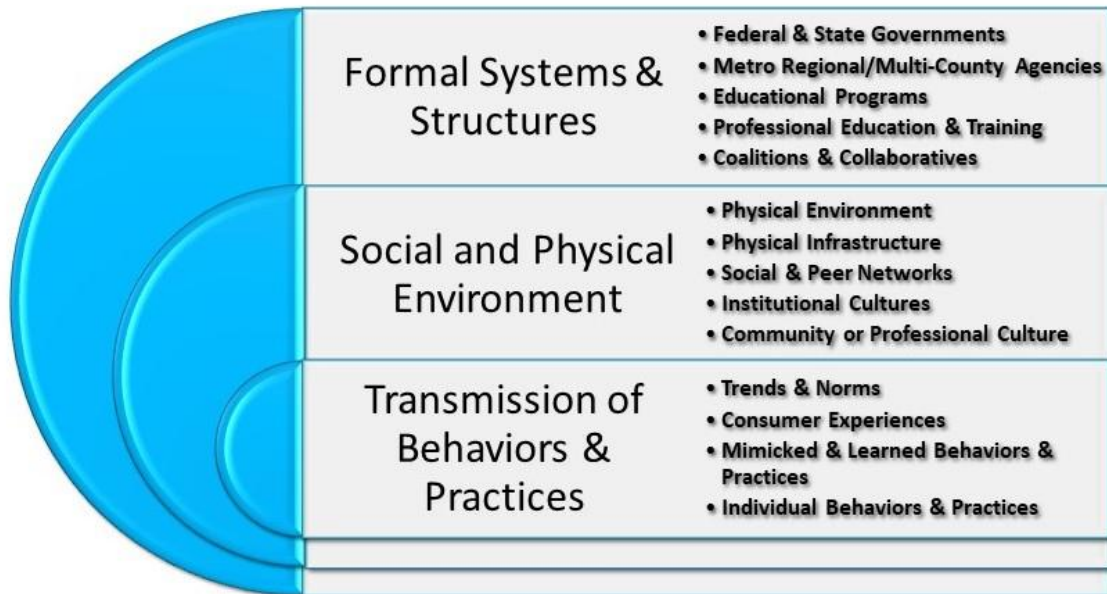 Formal Systems &
Structures
• Federal & State Governments
• Metro Regional/Multi-County Agencies
• Educational Programs
• Professional Education & Training
• Coalitions & Collaboratives
Social and Physical
Environment
• Physical Environment
• Physical Infrastructure
• Social & Peer Networks
• Institutional Cultures
• Community or Professional Culture
Transmission of
Behaviors &
Practices
• Trends & Norms
• Consumer Experiences
• Mimicked & Learned Behaviors &
Practices
• Individual Behaviors & Practices